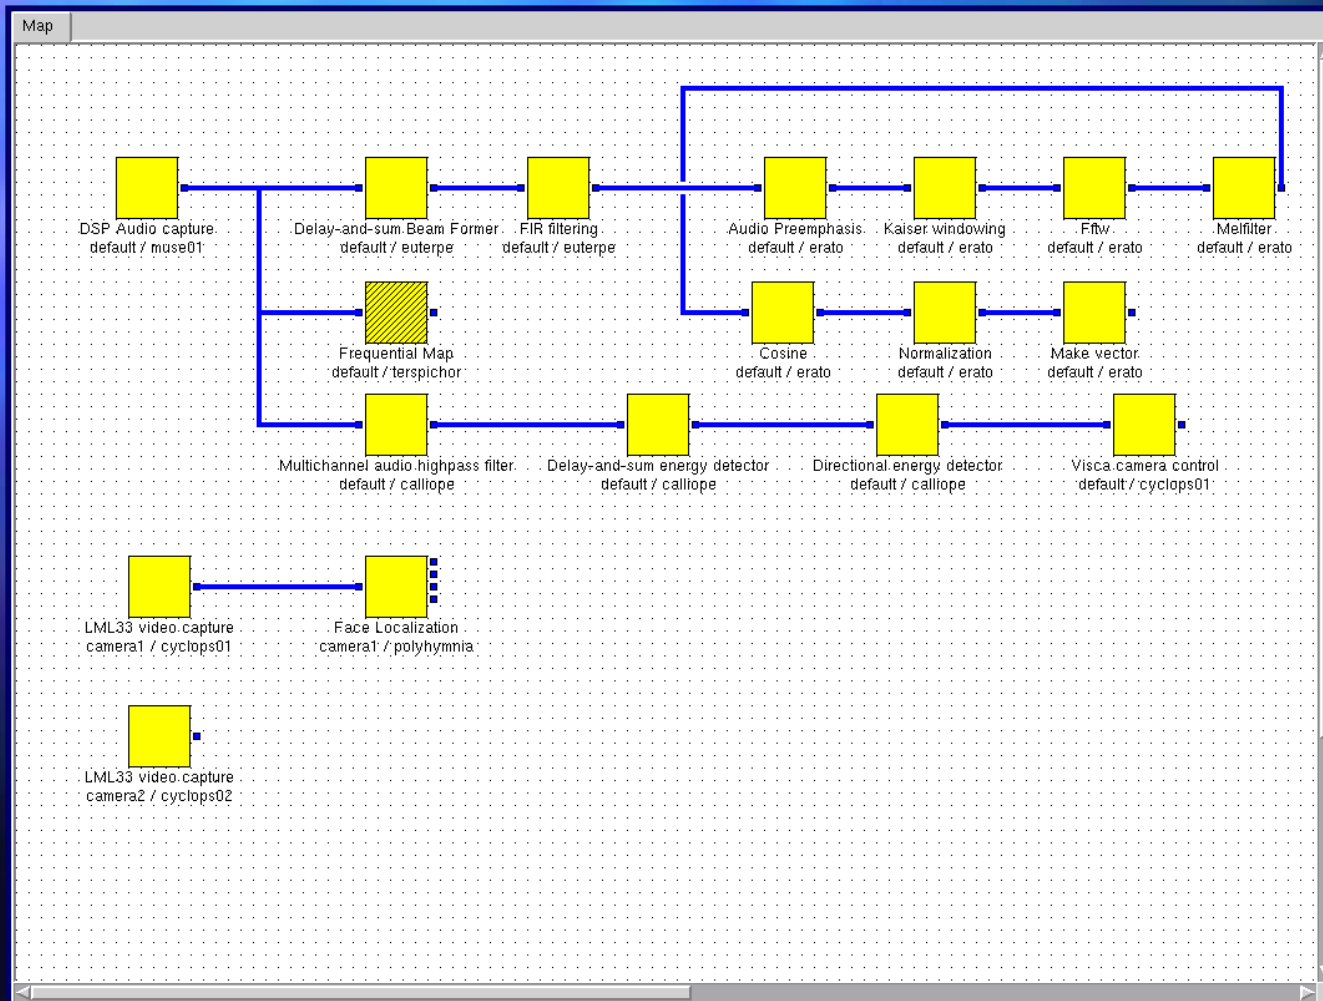 Map
DSP Audio capture
default / muse01
Delay-and-sum Beam Former
default / euterpe
FIR filtering
default / euterpe
Audio Preemphasis
default / erato
Kaiser windowing
default / erato
Fftw
default / erato
Melfilter
default / erato
Frequential Map
default / terspichor
Cosine
default / erato
Normalization
default / erato
Make vector
default / erato
Multichannel audio highpass filter
default / calliope
Delay-and-sum energy detector
default / calliope
Directional energy detector
default / calliope
Visca camera control
default / cyclops01
LML33 video capture
camera1 / cyclops01
Face Localization
camera1 / polyhymnia
LML33 video capture
camera2 / cyclops02